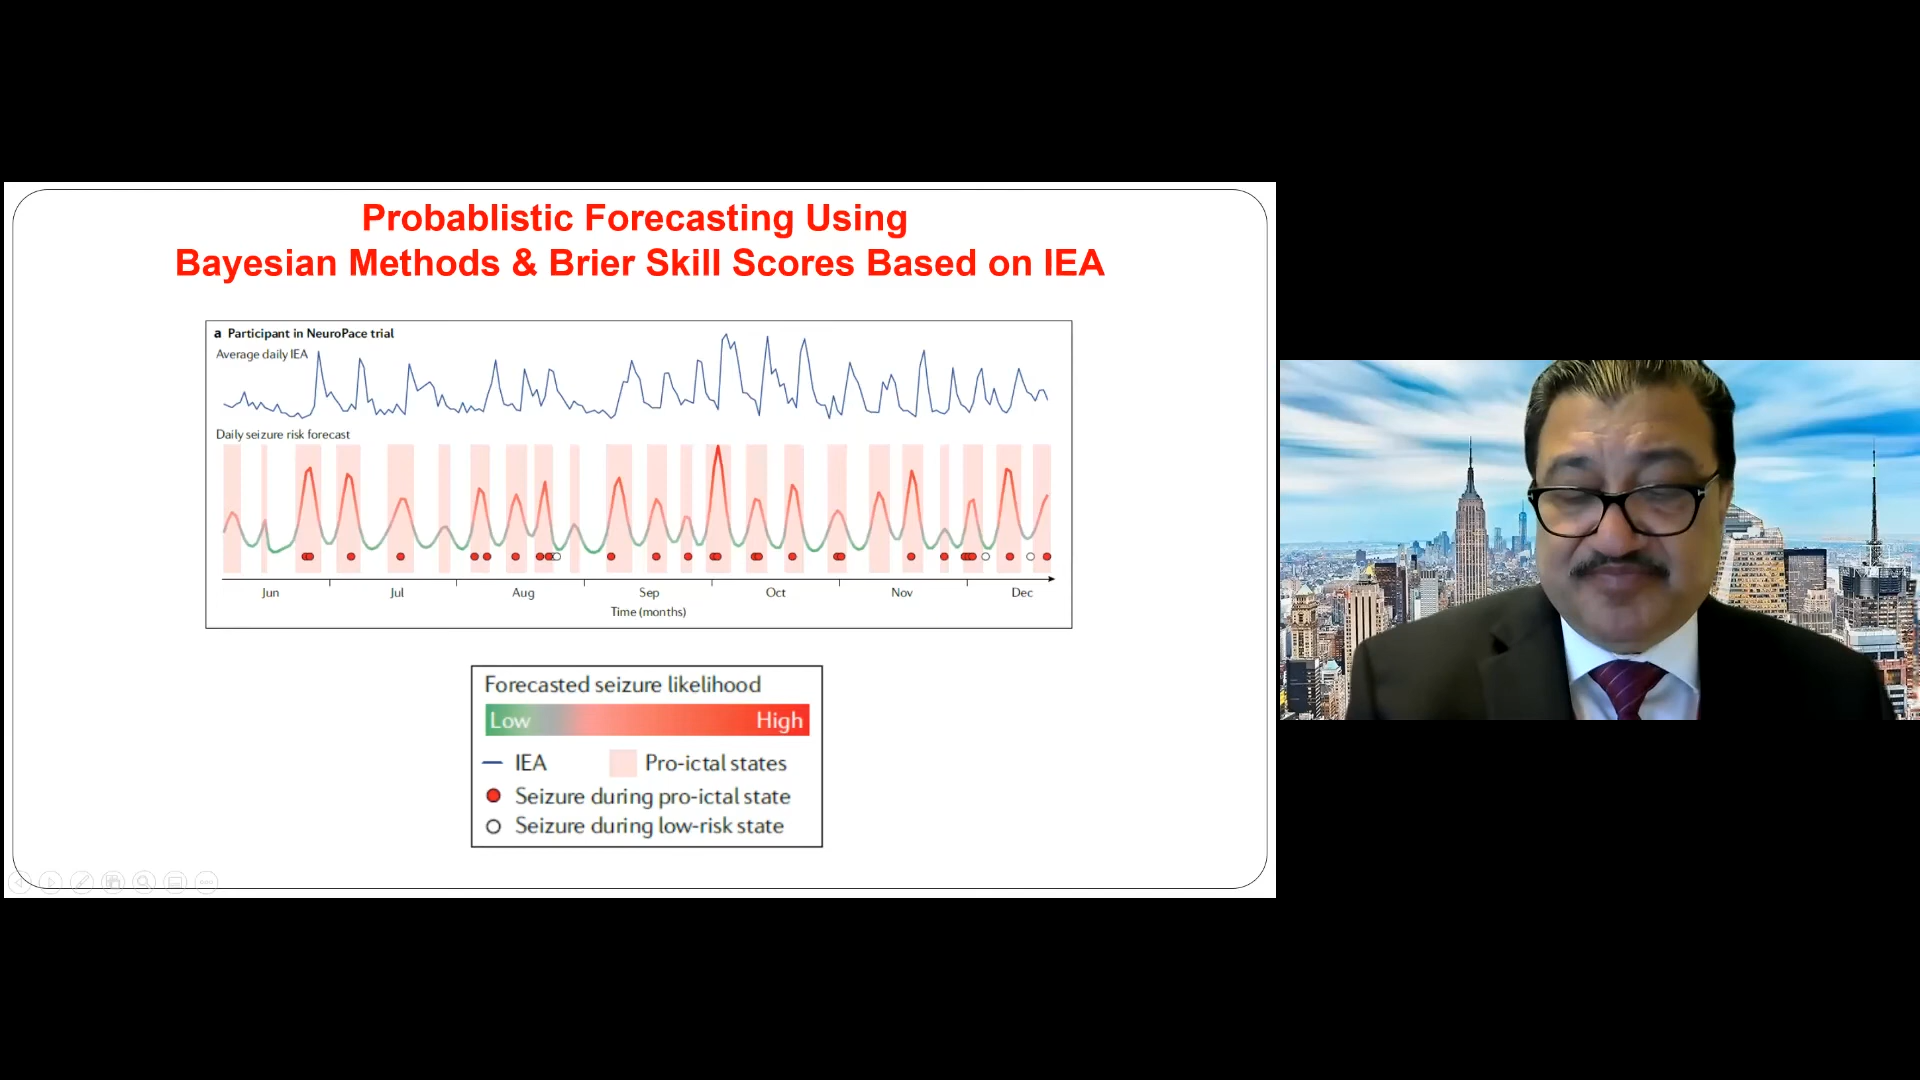 Probablistic Forecasting Using
Bayesian Methods & Brier Skill Scores Based on IEA
a Participant in NeuroPace trial
Average daily IEA
Daily seizure risk forecast
Jun Jul Aug Sep Oct Nov Dec
Time (months)
Forecasted seizure likelihood
Low High
IEA Pro-ictal states
Seizure during pro-ictal state
Seizure during low-risk state